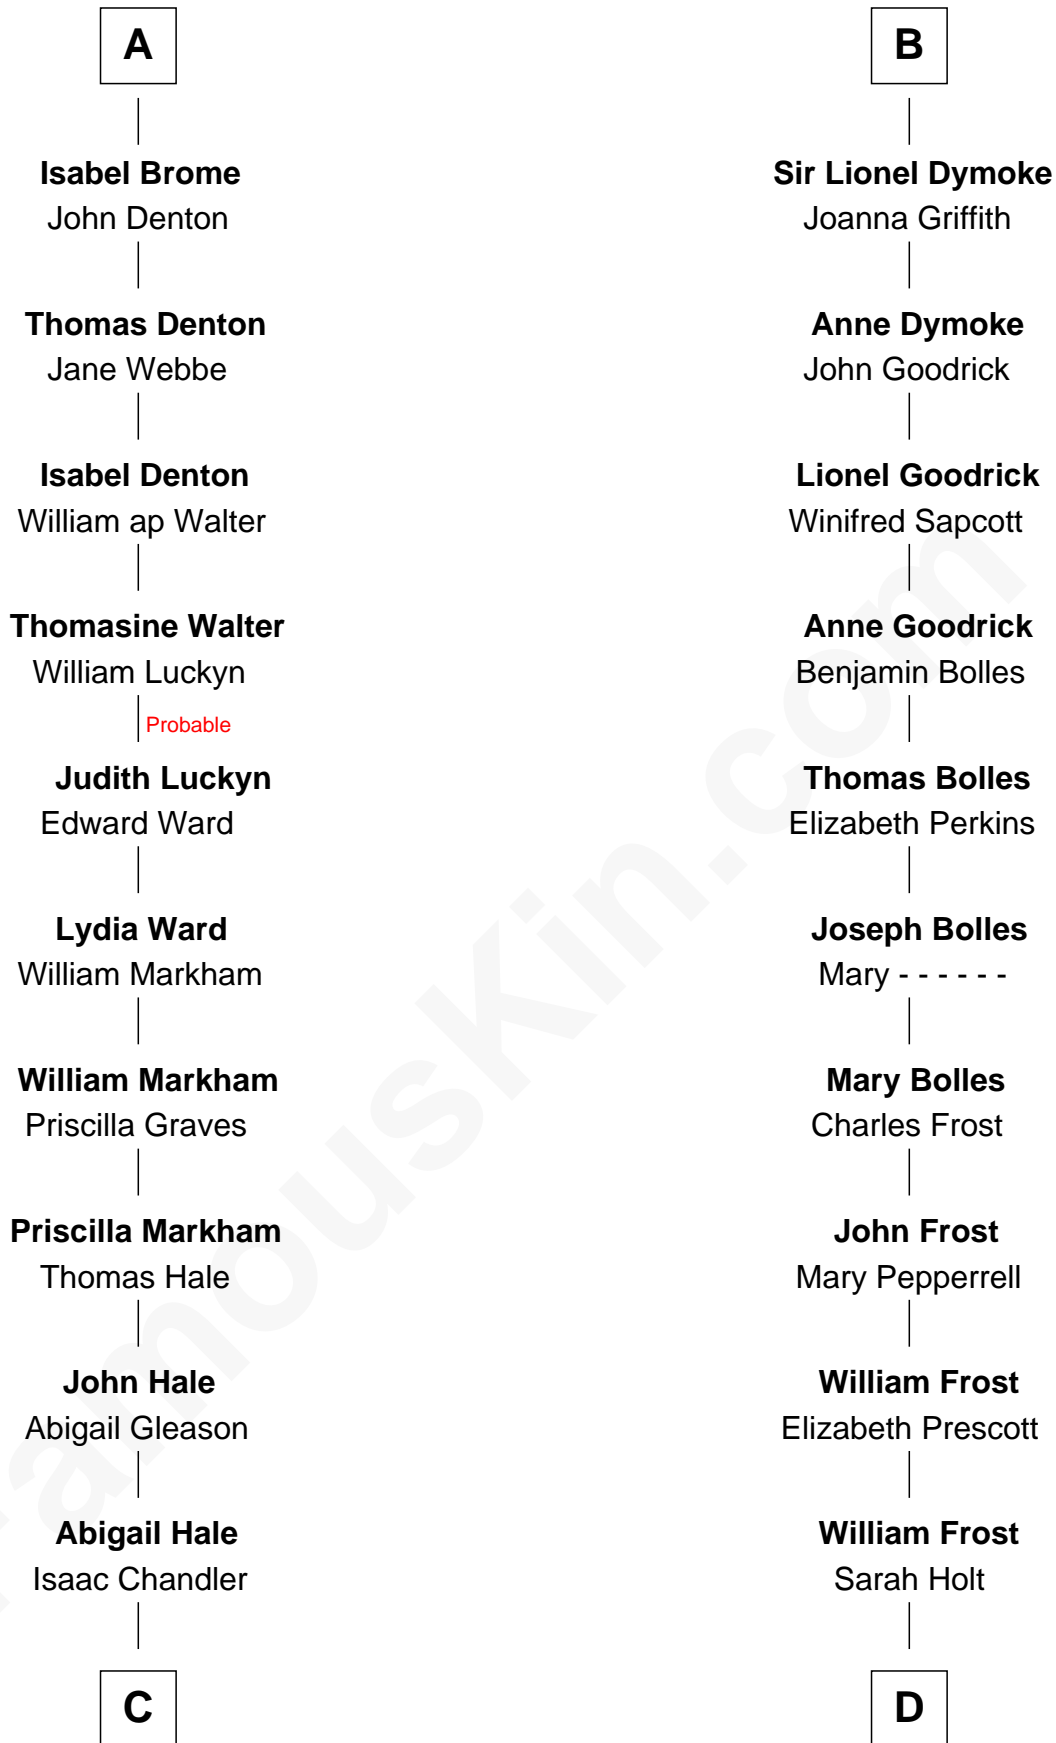 A
Isabel Brome
John Denton
Thomas Denton
Jane Webbe
Isabel Denton
William ap Walter
Thomasine Walter
William Luckyn
Probable
Judith Luckyn
Edward Ward
Lydia Ward
William Markham
William Markham
Priscilla Graves
Priscilla Markham
Thomas Hale
John Hale
Abigail Gleason
Abigail Hale
Isaac Chandler
C
B
Sir Lionel Dymoke
Joanna Griffith
Anne Dymoke
John Goodrick
Lionel Goodrick
Winifred Sapcott
Anne Goodrick
Benjamin Bolles
Thomas Bolles
Elizabeth Perkins
Joseph Bolles
Mary - - - - - -
Mary Bolles
Charles Frost
John Frost
Mary Pepperrell
William Frost
Elizabeth Prescott
William Frost
Sarah Holt
D
FamousKin.com